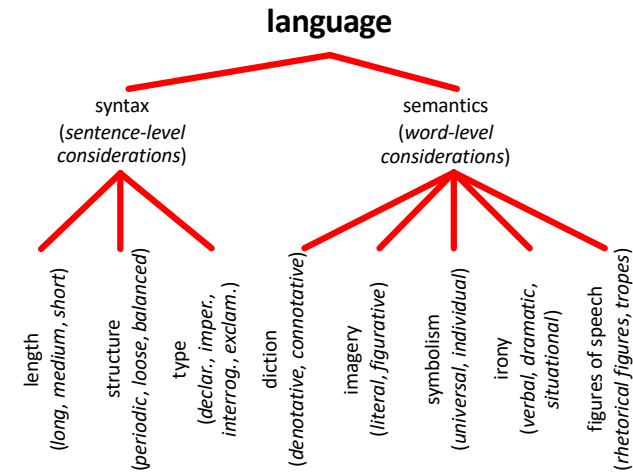 language
syntax
(sentence-level
considerations)
semantics
(word-level
considerations)
length
(long, medium, short)
structure
(periodic, loose, balanced)
type
(declar., imper.,
interrog., exclam.)
diction
(denotative, connotative)
imagery
(literal, figurative)
symbolism
(universal, individual)
irony
(verbal, dramatic,
situational)
figures of speech
(rhetorical figures, tropes)